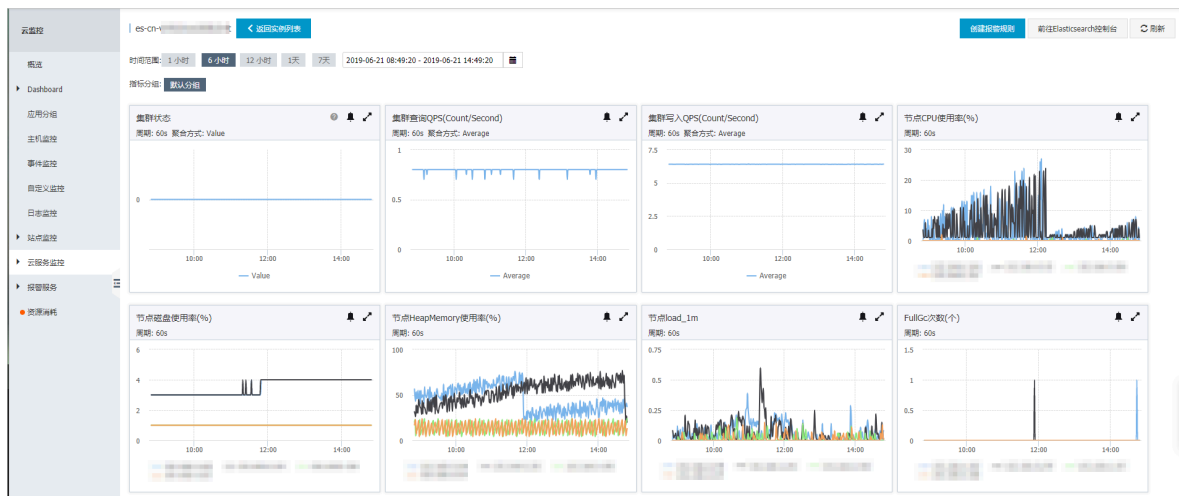 云监控
es-cn-
返回实例列表
创建报警规则
前往Elasticsearch控制台
刷新
概览
Dashboard
应用分组
主机监控
事件监控
自定义监控
日志监控
站点监控
云服务监控
报警服务
资源消耗
时间范围: 1 小时 6 小时 12 小时 1天 7天 2019-06-21 08:49:20 - 2019-06-21 14:49:20
指标分组: 默认分组
集群状态
周期: 60s 聚合方式: Value
0
10:00 12:00 14:00
Value
集群查询QPS(Count/Second)
周期: 60s 聚合方式: Average
1
0.5
0
10:00 12:00 14:00
Average
集群写入QPS(Count/Second)
周期: 60s 聚合方式: Average
7.5
5
2.5
0
10:00 12:00 14:00
Average
节点CPU使用率(%)
周期: 60s
30
20
10
0
10:00 12:00 14:00
节点磁盘使用率(%)
周期: 60s
6
4
2
0
10:00 12:00 14:00
节点HeapMemory使用率(%)
周期: 60s
100
50
0
10:00 12:00 14:00
节点load_1m
周期: 60s
0.75
0.5
0.25
0
10:00 12:00 14:00
FullGc次数(个)
周期: 60s
1.5
1
0.5
0
10:00 12:00 14:00